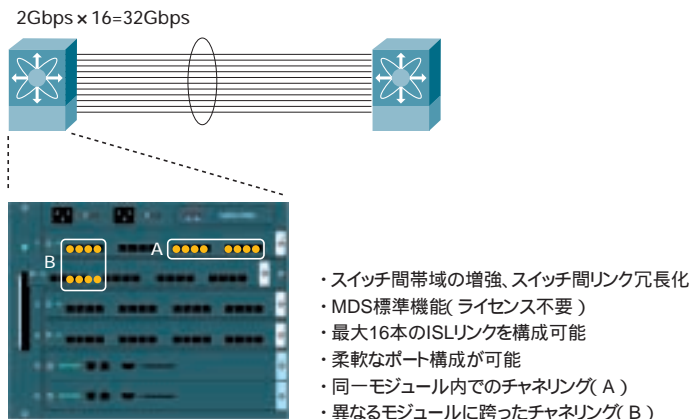 2Gbps×16=32Gbps
A
B
・スイッチ間帯域の増強、スイッチ間リンク冗長化
・MDS標準機能(ライセンス不要)
・最大16本のISLリンクを構成可能
・柔軟なポート構成が可能
・同一モジュール内でのチャネリング(A)
・異なるモジュールに跨ったチャネリング(B)